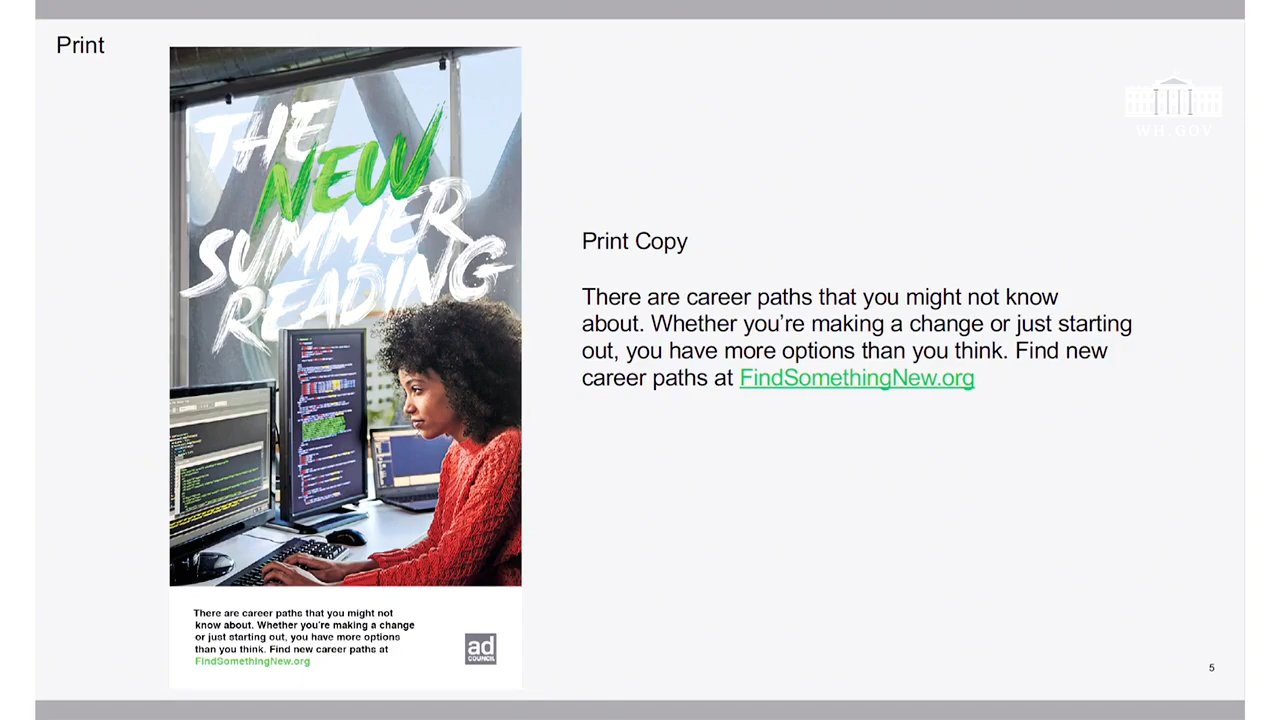 Print
THE
NEW
SUMMER
READING
WH.GOV
Print Copy
There are career paths that you might not know
about. Whether you’re making a change or just starting
out, you have more options than you think. Find new
career paths at FindSomethingNew.org
There are career paths that you might not
know about. Whether you’re making a change
or just starting out, you have more options
than you think. Find new career paths at
FindSomethingNew.org
ad
COUNCIL
5